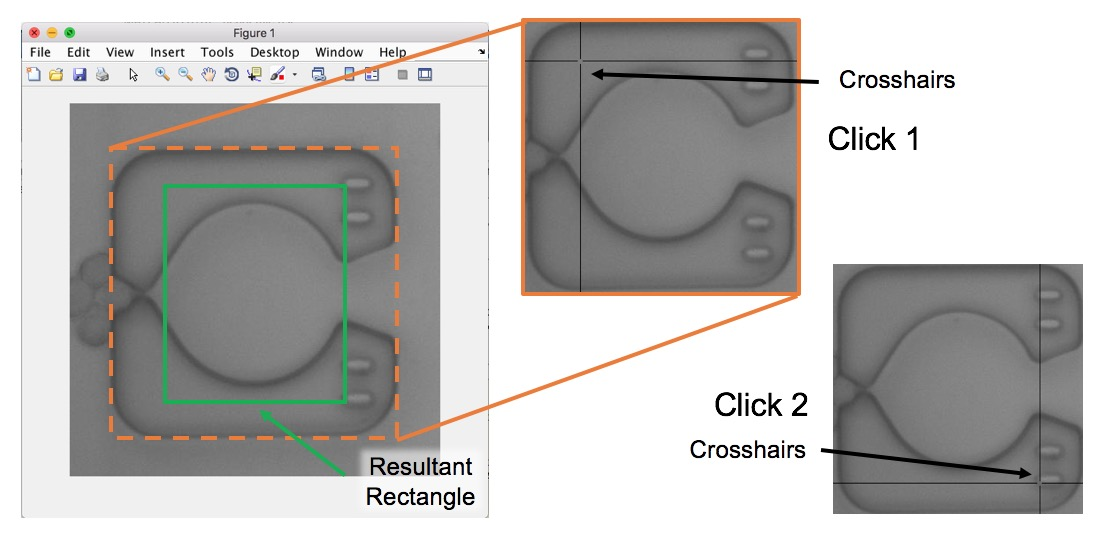 Figure 1
File Edit View Insert Tools Desktop Window Help
Crosshairs
Click 1
Click 2
Crosshairs
Resultant
Rectangle